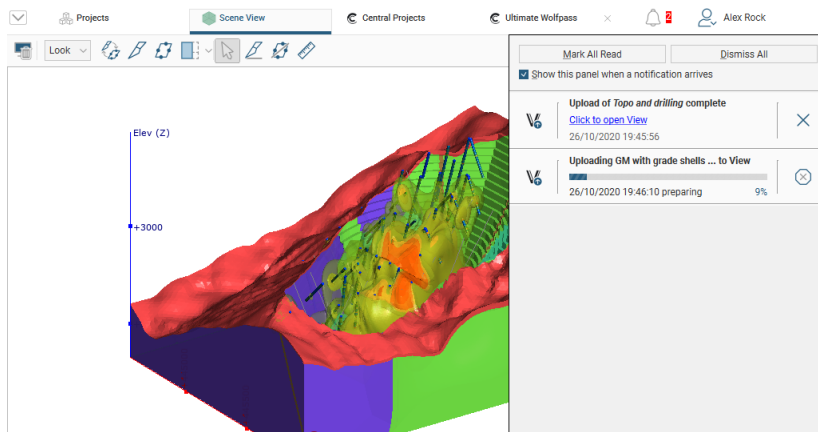 Projects
Scene View
Central Projects
Ultimate Wolfpass
2
Alex Rock
Look
Mark All Read
Dismiss All
Show this panel when a notification arrives
Upload of Topo and drilling complete
Click to open View
26/10/2020 19:45:56
Uploading GM with grade shells ... to View
26/10/2020 19:46:10 preparing 9%
Elev (Z)
+3000